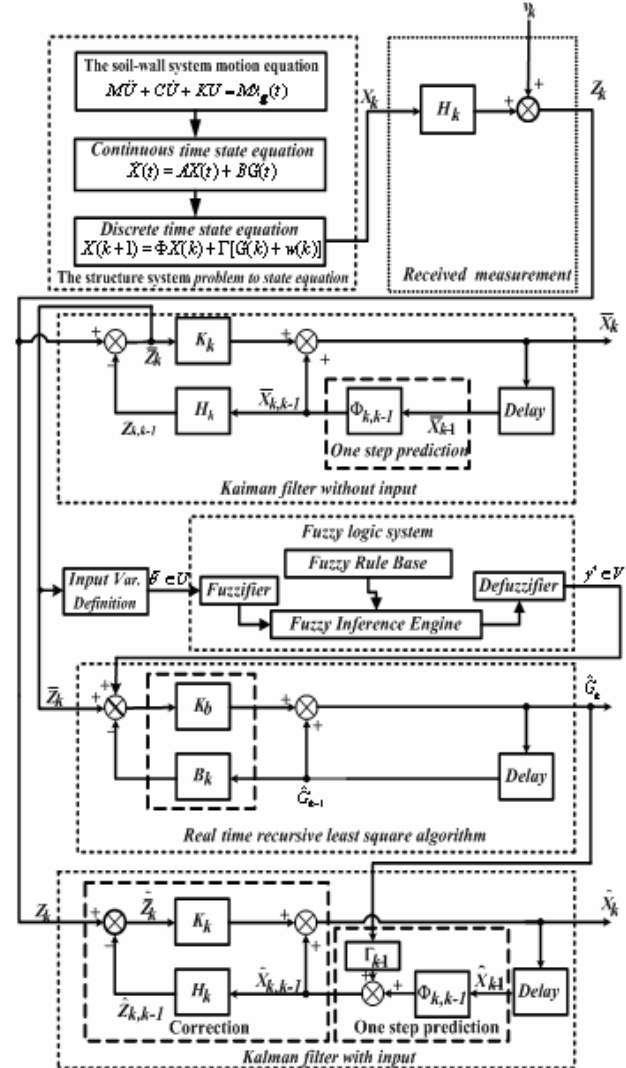 The soil-wall system motion equation
MÜ + CU̇ + KU = Mẍg(t)
Continuous time state equation
Ẋ(t) = AX(t) + BG(t)
Discrete time state equation
X(k+1) = ΦX(k) + Γ[G(k) + w(k)]
The structure system problem to state equation
Xk
Hk
νk
+
+
Zk
Received measurement
+
−
Z̄k
Kk
+
+
X̄k
Hk
Zk,k-1
X̄k,k-1
Φk,k-1
X̄k-1
Delay
One step prediction
Kaiman filter without input
Fuzzy logic system
Fuzzy Rule Base
Input Var.
Definition
Fuzzifier
Fuzzy Inference Engine
Defuzzifier
Z̄k
+
+
−
Kb
+
+
Ĝk
Bk
Ĝk-1
Delay
Real time recursive least square algorithm
Zk
+
−
Kk
+
+
X̂k
Γk-1
+
+
Hk
Ẑk,k-1
X̂k,k-1
Φk,k-1
X̂k-1
Delay
Correction
One step prediction
Kalman filter with input